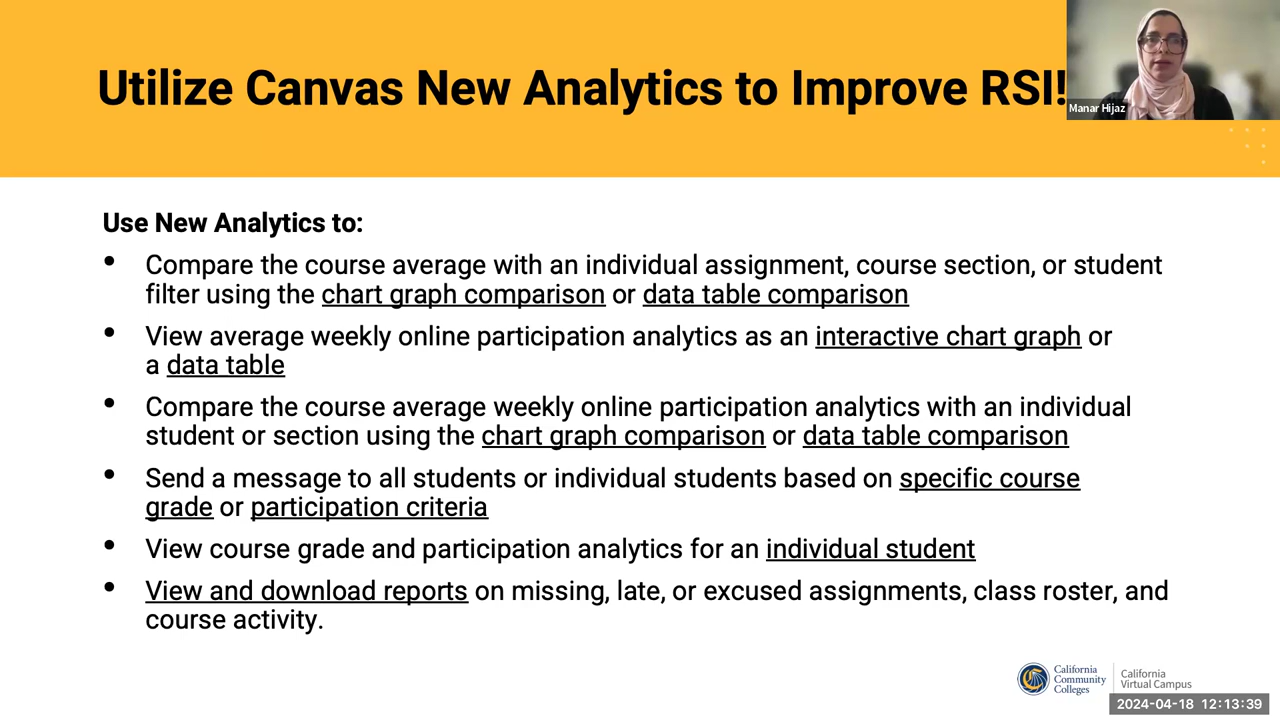 Utilize Canvas New Analytics to Improve RSI!
Manar Hijaz
Use New Analytics to:
• Compare the course average with an individual assignment, course section, or student
filter using the chart graph comparison or data table comparison
• View average weekly online participation analytics as an interactive chart graph or
a data table
• Compare the course average weekly online participation analytics with an individual
student or section using the chart graph comparison or data table comparison
• Send a message to all students or individual students based on specific course
grade or participation criteria
• View course grade and participation analytics for an individual student
• View and download reports on missing, late, or excused assignments, class roster, and
course activity.
California
Community
Colleges
California
Virtual Campus
2024-04-18 12:13:39